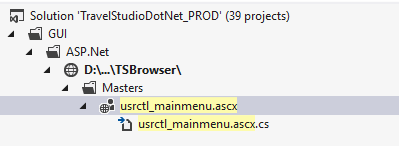 Solution 'TravelStudioDotNet_PROD' (39 projects)
GUI
ASP.Net
D:\...\TSBrowser\
Masters
usrctl_mainmenu.ascx
usrctl_mainmenu.ascx.cs